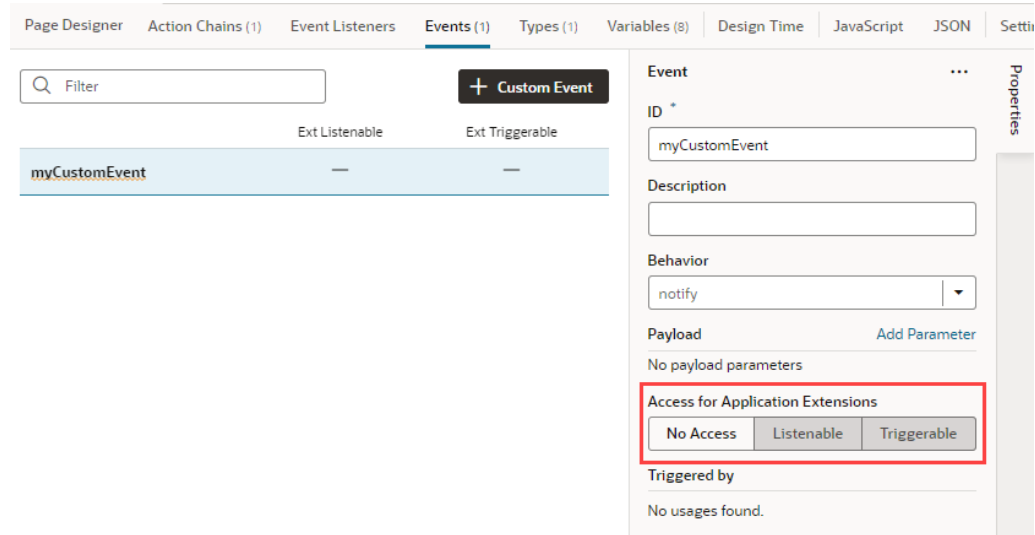 Page Designer Action Chains (1) Event Listeners Events (1) Types (1) Variables (8) Design Time JavaScript JSON
Filter
+ Custom Event
Ext Listenable Ext Triggerable
myCustomEvent — —
Event ...
ID *
myCustomEvent
Description
Behavior
notify
Payload Add Parameter
No payload parameters
Access for Application Extensions
No Access Listenable Triggerable
Triggered by
No usages found.
Properties